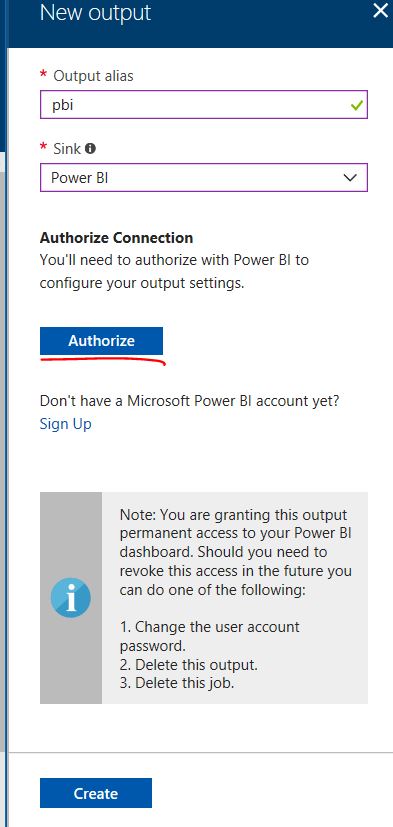 New output
* Output alias
pbi
* Sink
Power BI
Authorize Connection
You'll need to authorize with Power BI to
configure your output settings.
Authorize
Don't have a Microsoft Power BI account yet?
Sign Up
Note: You are granting this output
permanent access to your Power BI
dashboard. Should you need to
revoke this access in the future you
can do one of the following:
1. Change the user account
password.
2. Delete this output.
3. Delete this job.
Create